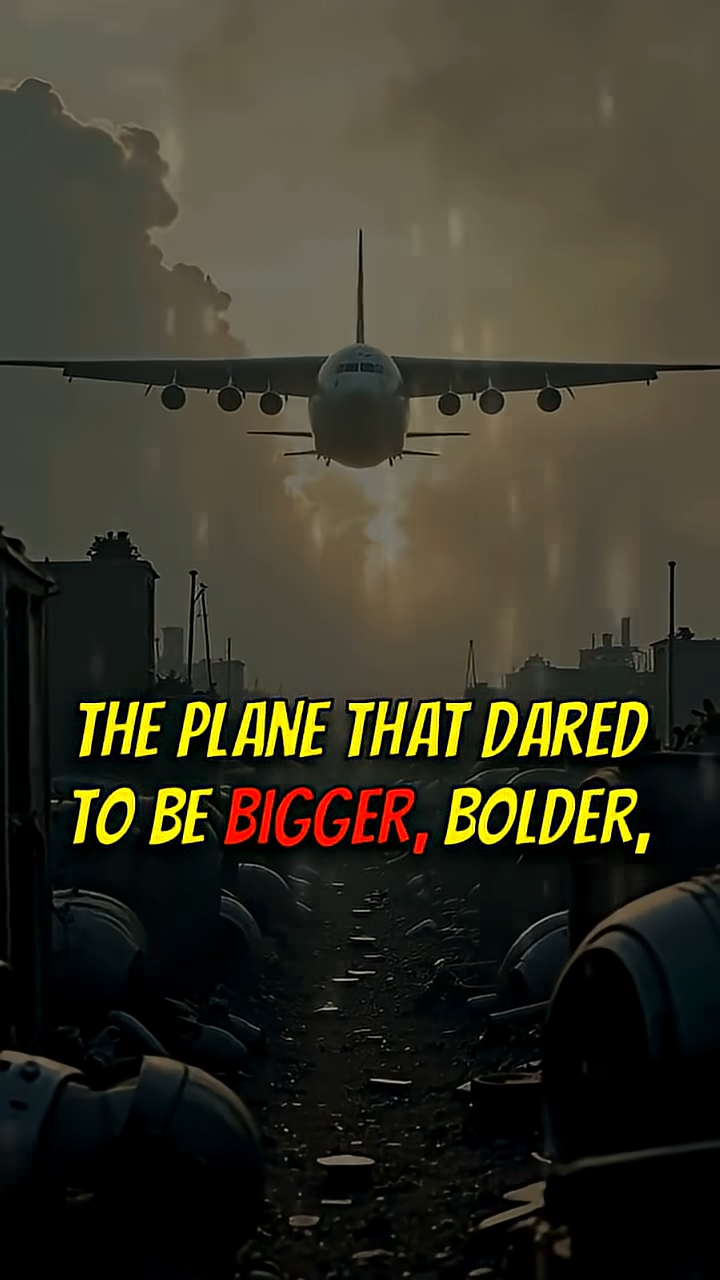 THE PLANE THAT DARED
TO BE BIGGER, BOLDER,